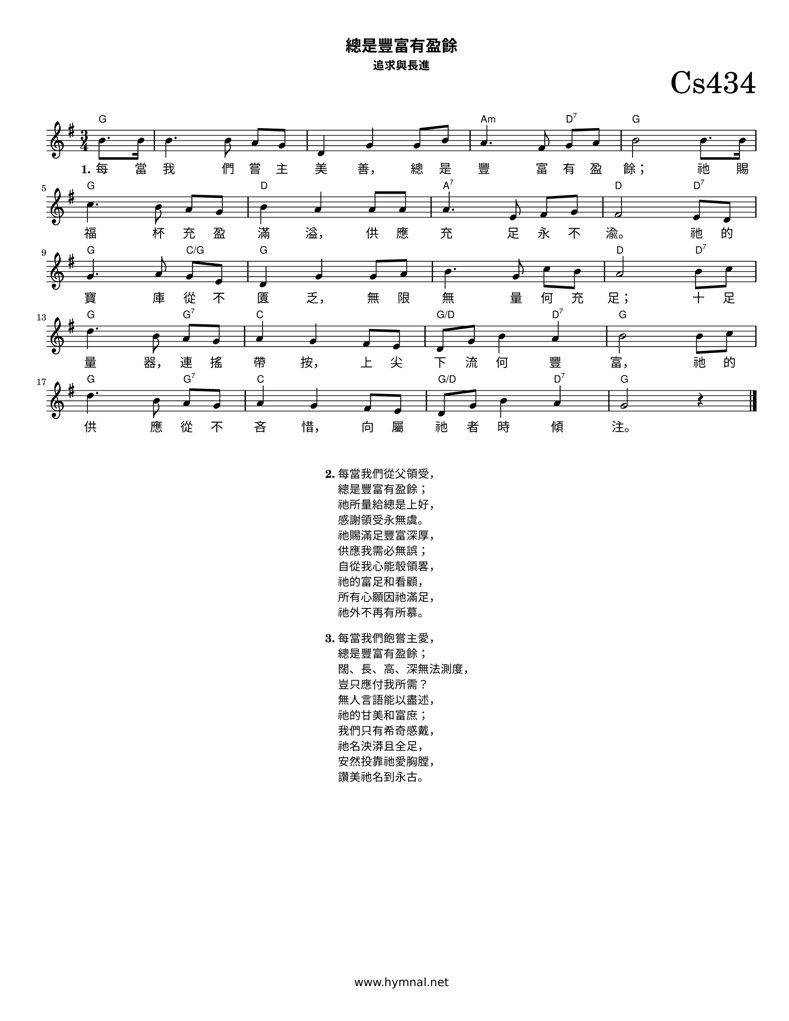 總是豐富有盈餘
追求與長進
Cs434
G Am D7 G
3 4
1. 每 當 我 們 嘗 主 美 善， 總 是 豐 富 有 盈 餘； 祂 賜
5 G D A7 D D7
福 杯 充 盈 滿 溢， 供 應 充 足 永 不 渝。 祂 的
9 G C/G G D D7
寶 庫 從 不 匱 乏， 無 限 無 量 何 充 足； 十 足
13 G G7 C G/D D7 G
量 器， 連 搖 帶 按， 上 尖 下 流 何 豐 富， 祂 的
17 G G7 C G/D D7 G
供 應 從 不 吝 惜， 向 屬 祂 者 時 傾 注。
2. 每當我們從父領受，
總是豐富有盈餘；
祂所量給總是上好，
感謝領受永無虞。
祂賜滿足豐富深厚，
供應我需必無誤；
自從我心能彀領畧，
祂的富足和看顧，
所有心願因祂滿足，
祂外不再有所慕。
3. 每當我們飽嘗主愛，
總是豐富有盈餘；
闊、長、高、深無法測度，
豈只應付我所需？
無人言語能以盡述，
祂的甘美和富庶；
我們只有希奇感戴，
祂名泱漭且全足，
安然投靠祂愛胸膛，
讚美祂名到永古。
www.hymnal.net